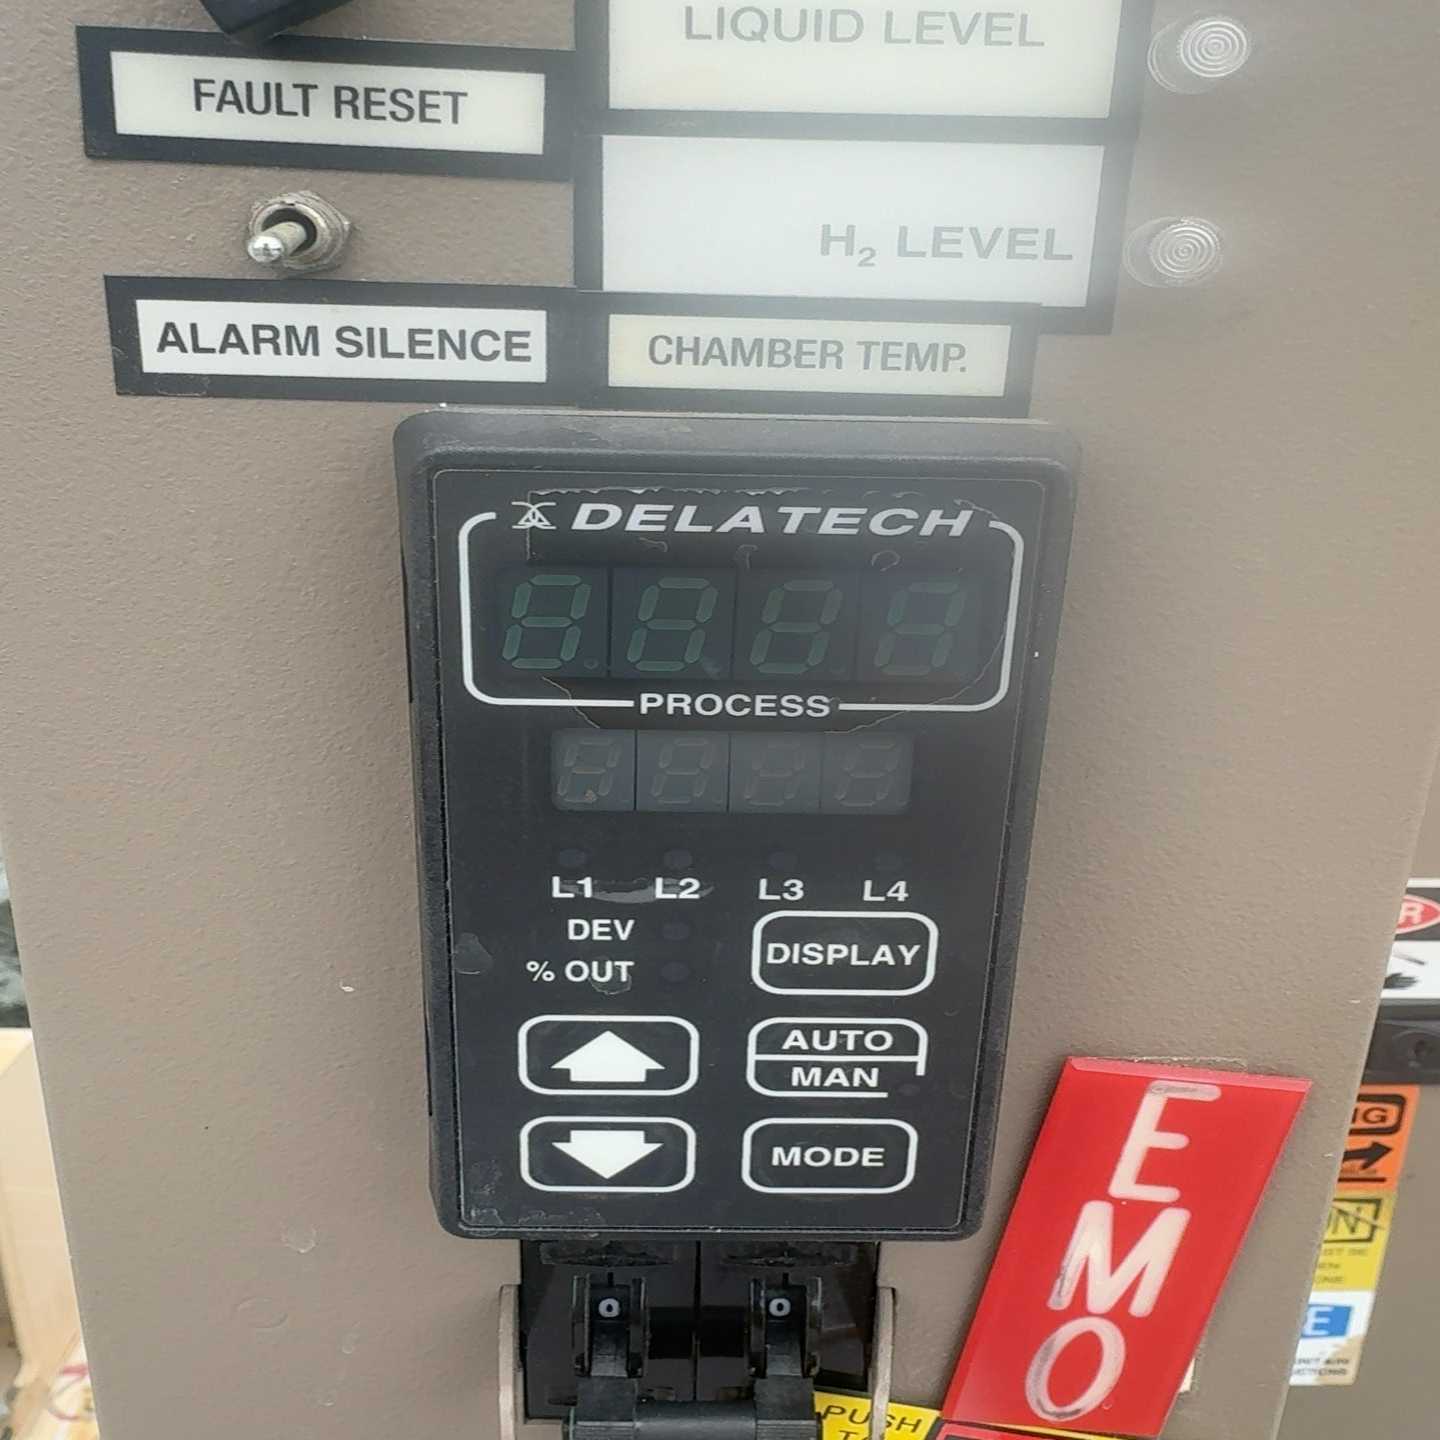 LIQUID LEVEL
FAULT RESET
H₂ LEVEL
ALARM SILENCE
CHAMBER TEMP.
DELATECH
PROCESS
L1 L2 L3 L4
DEV
% OUT
DISPLAY
AUTO
MAN
MODE
EMO
O O
PUSH